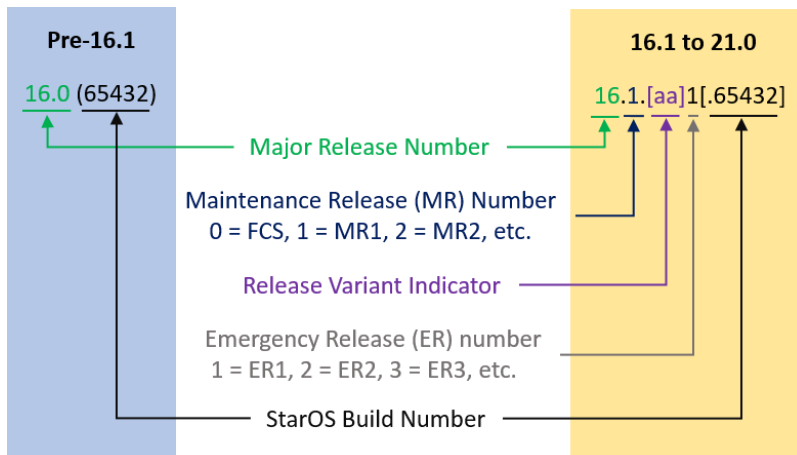 Pre-16.1
16.1 to 21.0
16.0 (65432)
16.1.[aa]1[.65432]
Major Release Number
Maintenance Release (MR) Number
0 = FCS, 1 = MR1, 2 = MR2, etc.
Release Variant Indicator
Emergency Release (ER) number
1 = ER1, 2 = ER2, 3 = ER3, etc.
StarOS Build Number